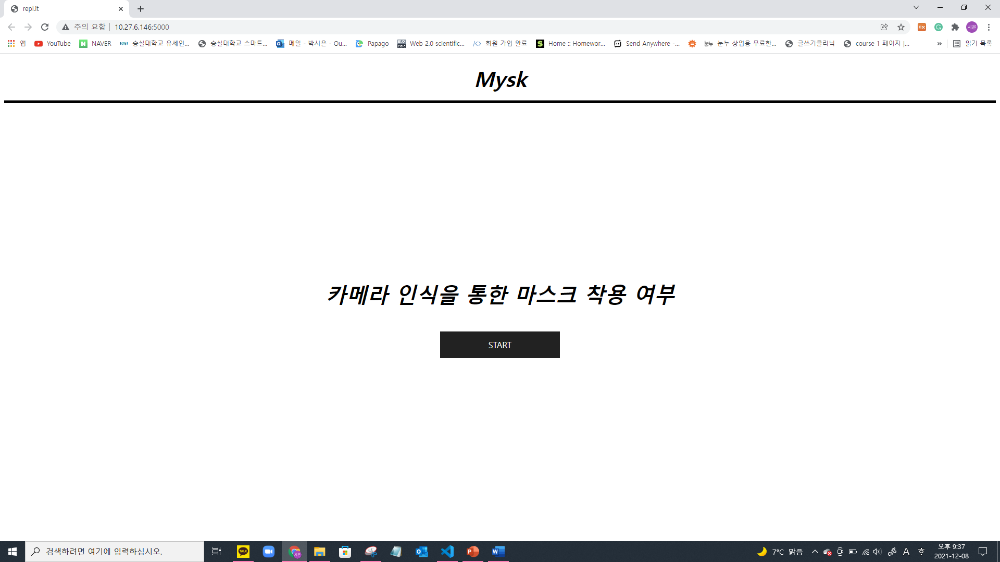 repl.it
주의 요함 | 10.27.6.146:5000
시은
앱 YouTube NAVER 숭실대학교 유세인... 숭실대학교 스마트... 메일 - 박시은 - Ou... Papago Web 2.0 scientific... 회원 가입 완료 Home :: Homewor... Send Anywhere -... 눈누 상업용 무료한... 글쓰기클리닉 course 1 페이지 |... » 읽기 목록
Mysk
카메라 인식을 통한 마스크 착용 여부
START
검색하려면 여기에 입력하십시오.
TALK
시은
7°C 맑음
A
오후 9:37
2021-12-08